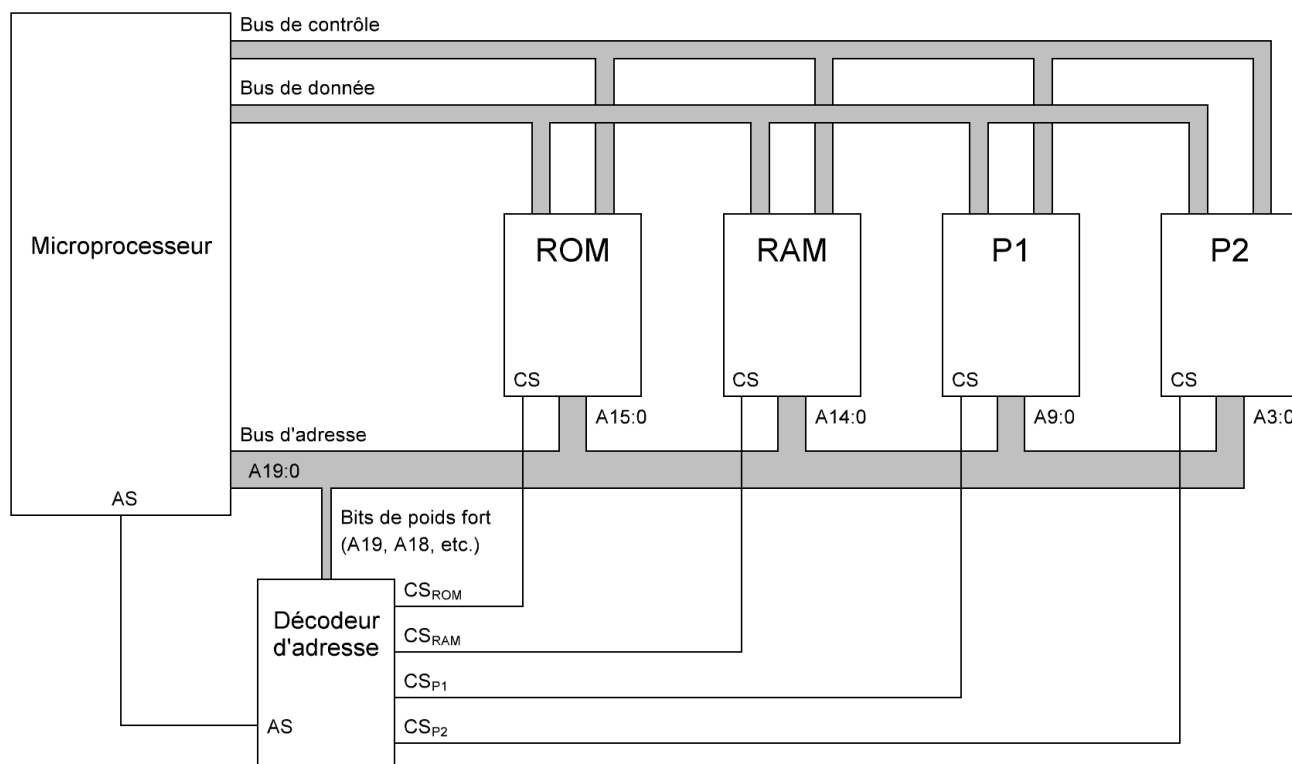 Bus de contrôle
Bus de donnée
Microprocesseur
ROM
RAM
P1
P2
CS
CS
CS
CS
A15:0
A14:0
A9:0
A3:0
Bus d'adresse
A19:0
AS
Bits de poids fort
(A19, A18, etc.)
Décodeur
d'adresse
CSROM
CSRAM
CSP1
CSP2
AS